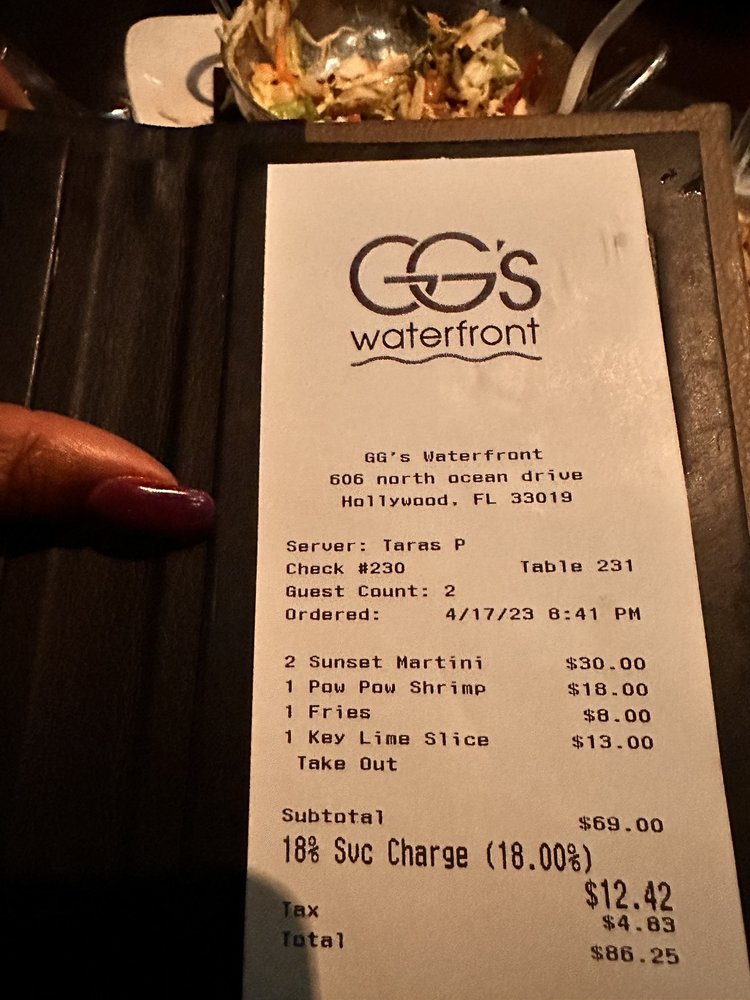 GG's
waterfront
GG's Waterfront
606 north ocean drive
Hollywood, FL 33019
Server: Taras P
Check #230 Table 231
Guest Count: 2
Ordered: 4/17/23 8:41 PM
2 Sunset Martini $30.00
1 Pow Pow Shrimp $18.00
1 Fries $8.00
1 Key Lime Slice $13.00
Take Out
Subtotal $69.00
18% Svc Charge (18.00%)
$12.42
Tax $4.83
Total $86.25